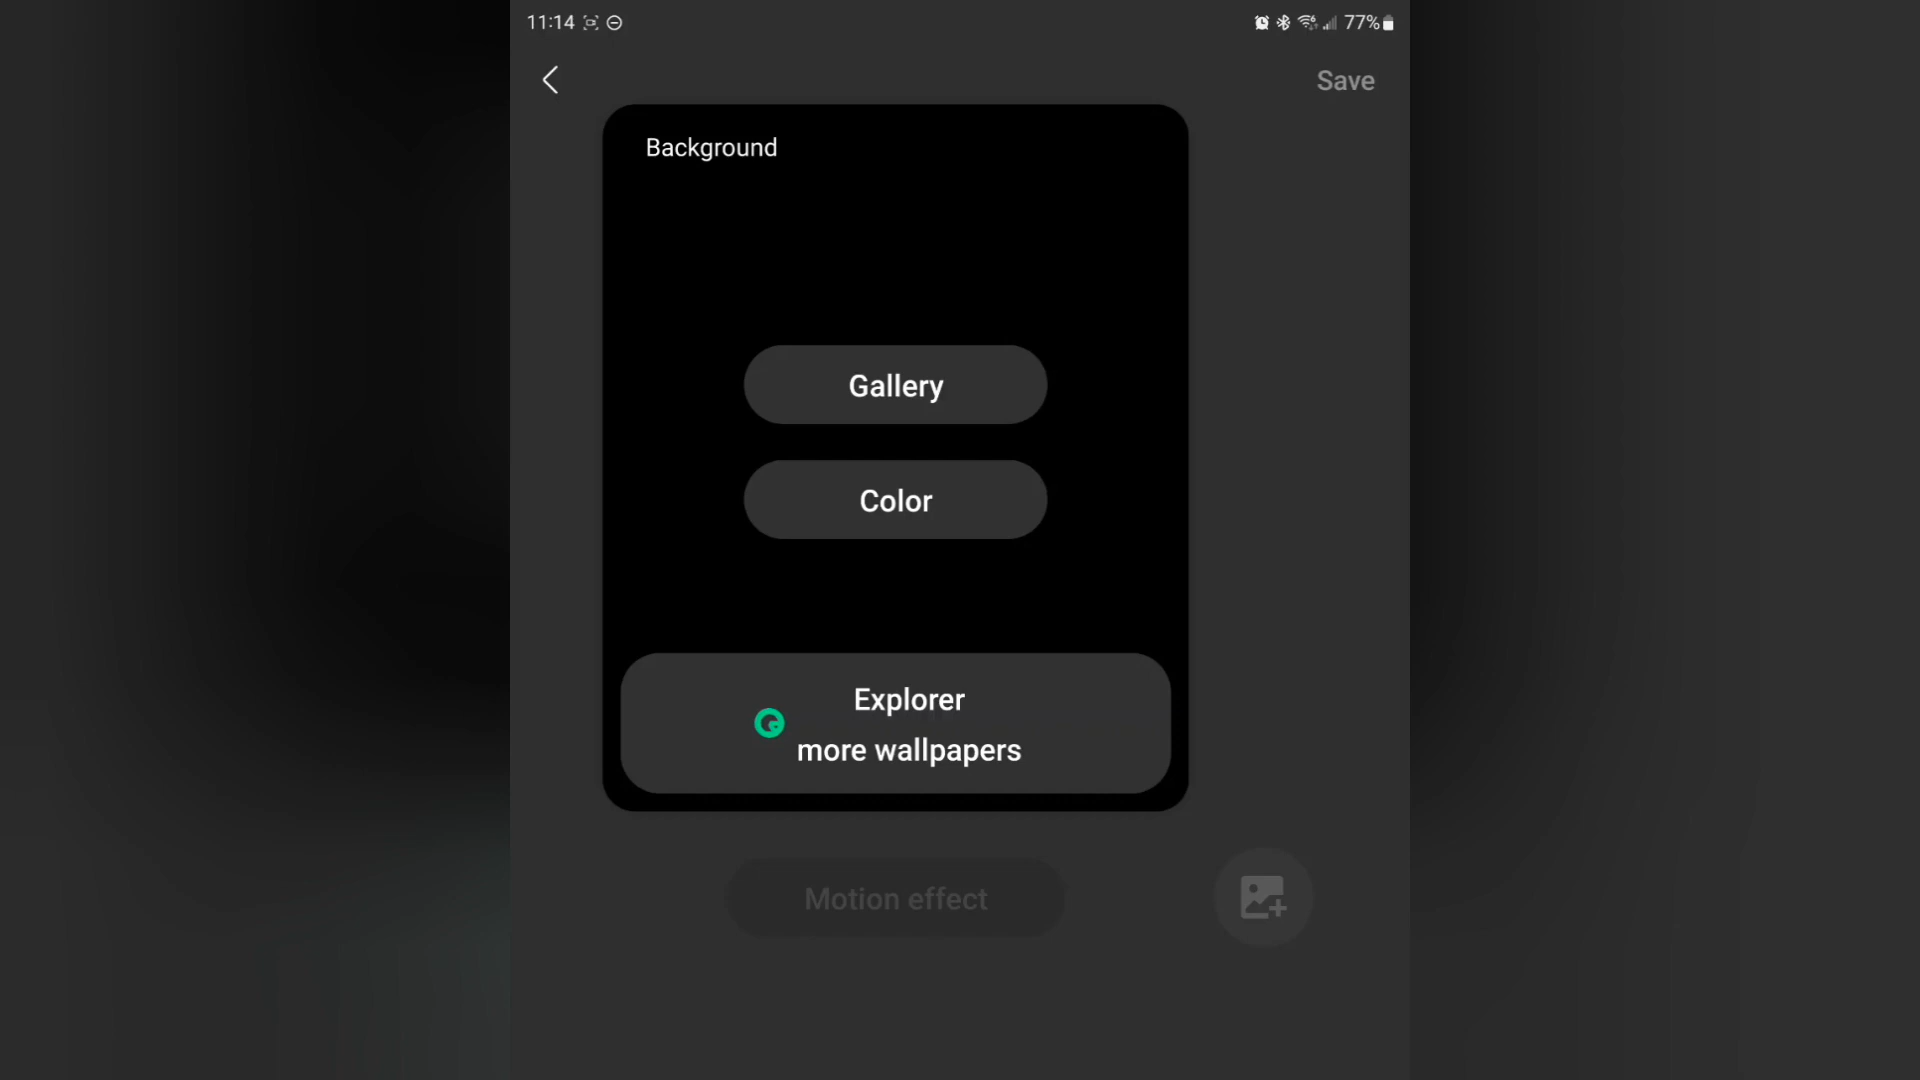 11:14
77%
Save
Background
Gallery
Color
Explorer
more wallpapers
Motion effect